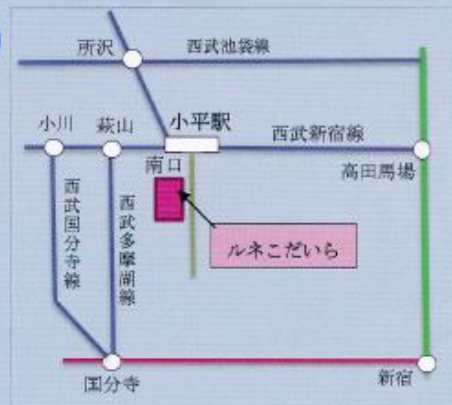 所沢
西武池袋線
小川
萩山
小平駅
西武新宿線
南口
高田馬場
西武国分寺線
西武多摩湖線
ルネこだいら
国分寺
新宿